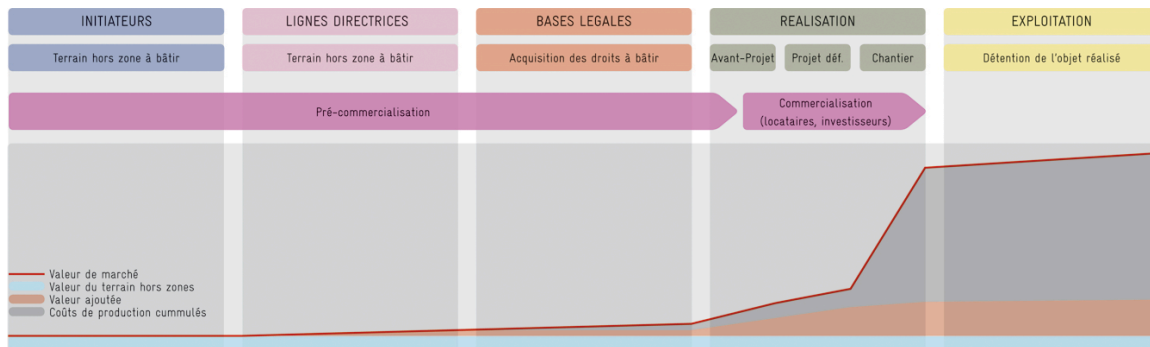 INITIATEURS
LIGNES DIRECTRICES
BASES LEGALES
REALISATION
EXPLOITATION
Terrain hors zone à bâtir
Terrain hors zone à bâtir
Acquisition des droits à bâtir
Avant-Projet
Projet déf.
Chantier
Détention de l'objet réalisé
Pré-commercialisation
Commercialisation
(locataires, investisseurs)
Valeur de marché
Valeur du terrain hors zones
Valeur ajoutée
Coûts de production cummulés